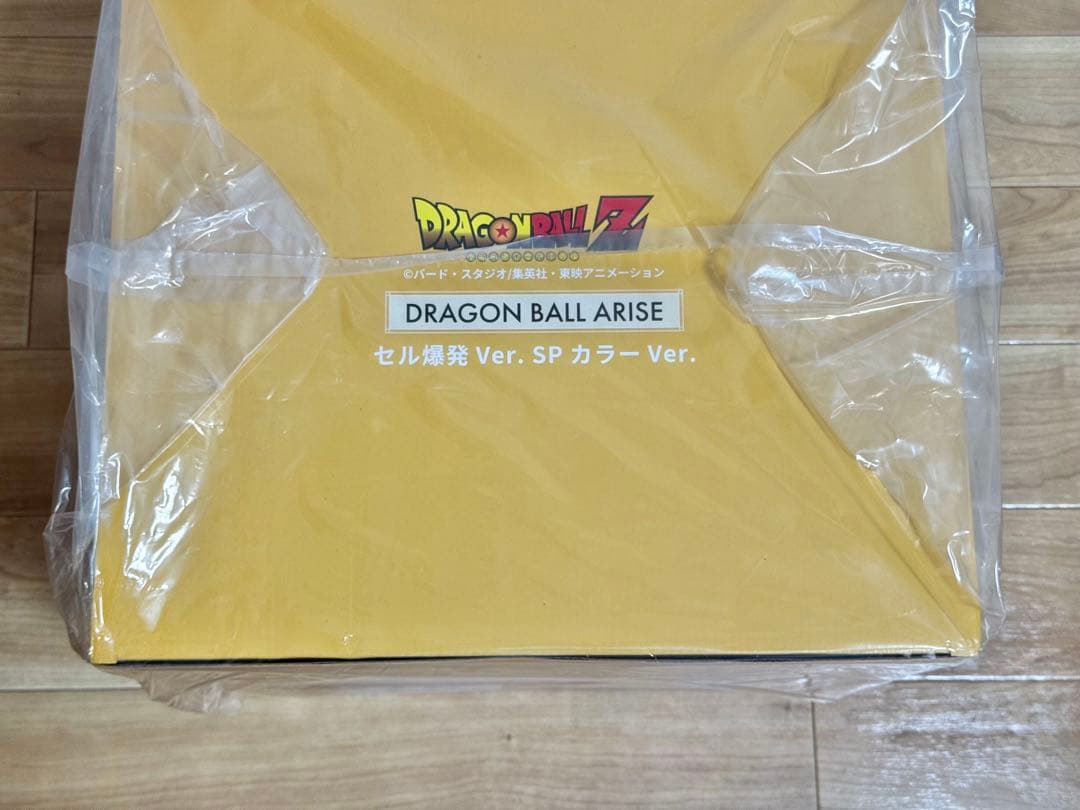 DRAGON BALL Z
©バード・スタジオ/集英社・東映アニメーション
DRAGON BALL ARISE
セル爆発 Ver. SP カラー Ver.